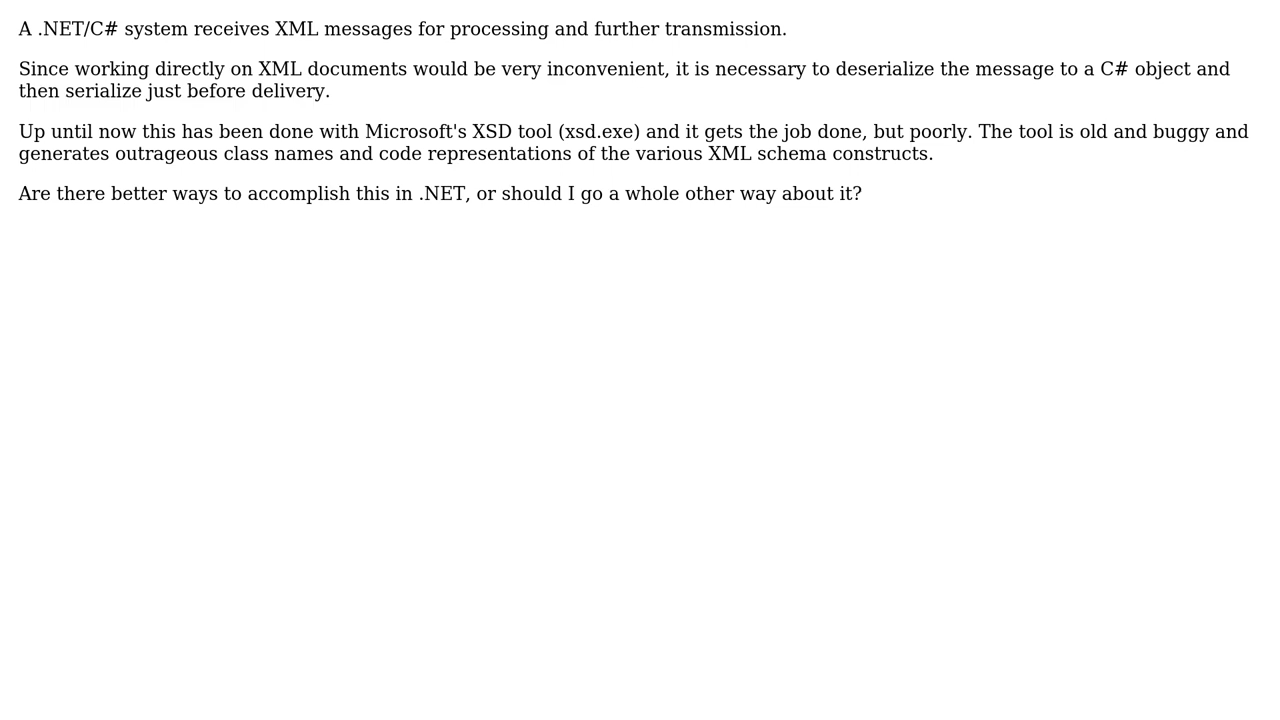 A .NET/C# system receives XML messages for processing and further transmission.
Since working directly on XML documents would be very inconvenient, it is necessary to deserialize the message to a C# object and
then serialize just before delivery.
Up until now this has been done with Microsoft's XSD tool (xsd.exe) and it gets the job done, but poorly. The tool is old and buggy and
generates outrageous class names and code representations of the various XML schema constructs.
Are there better ways to accomplish this in .NET, or should I go a whole other way about it?